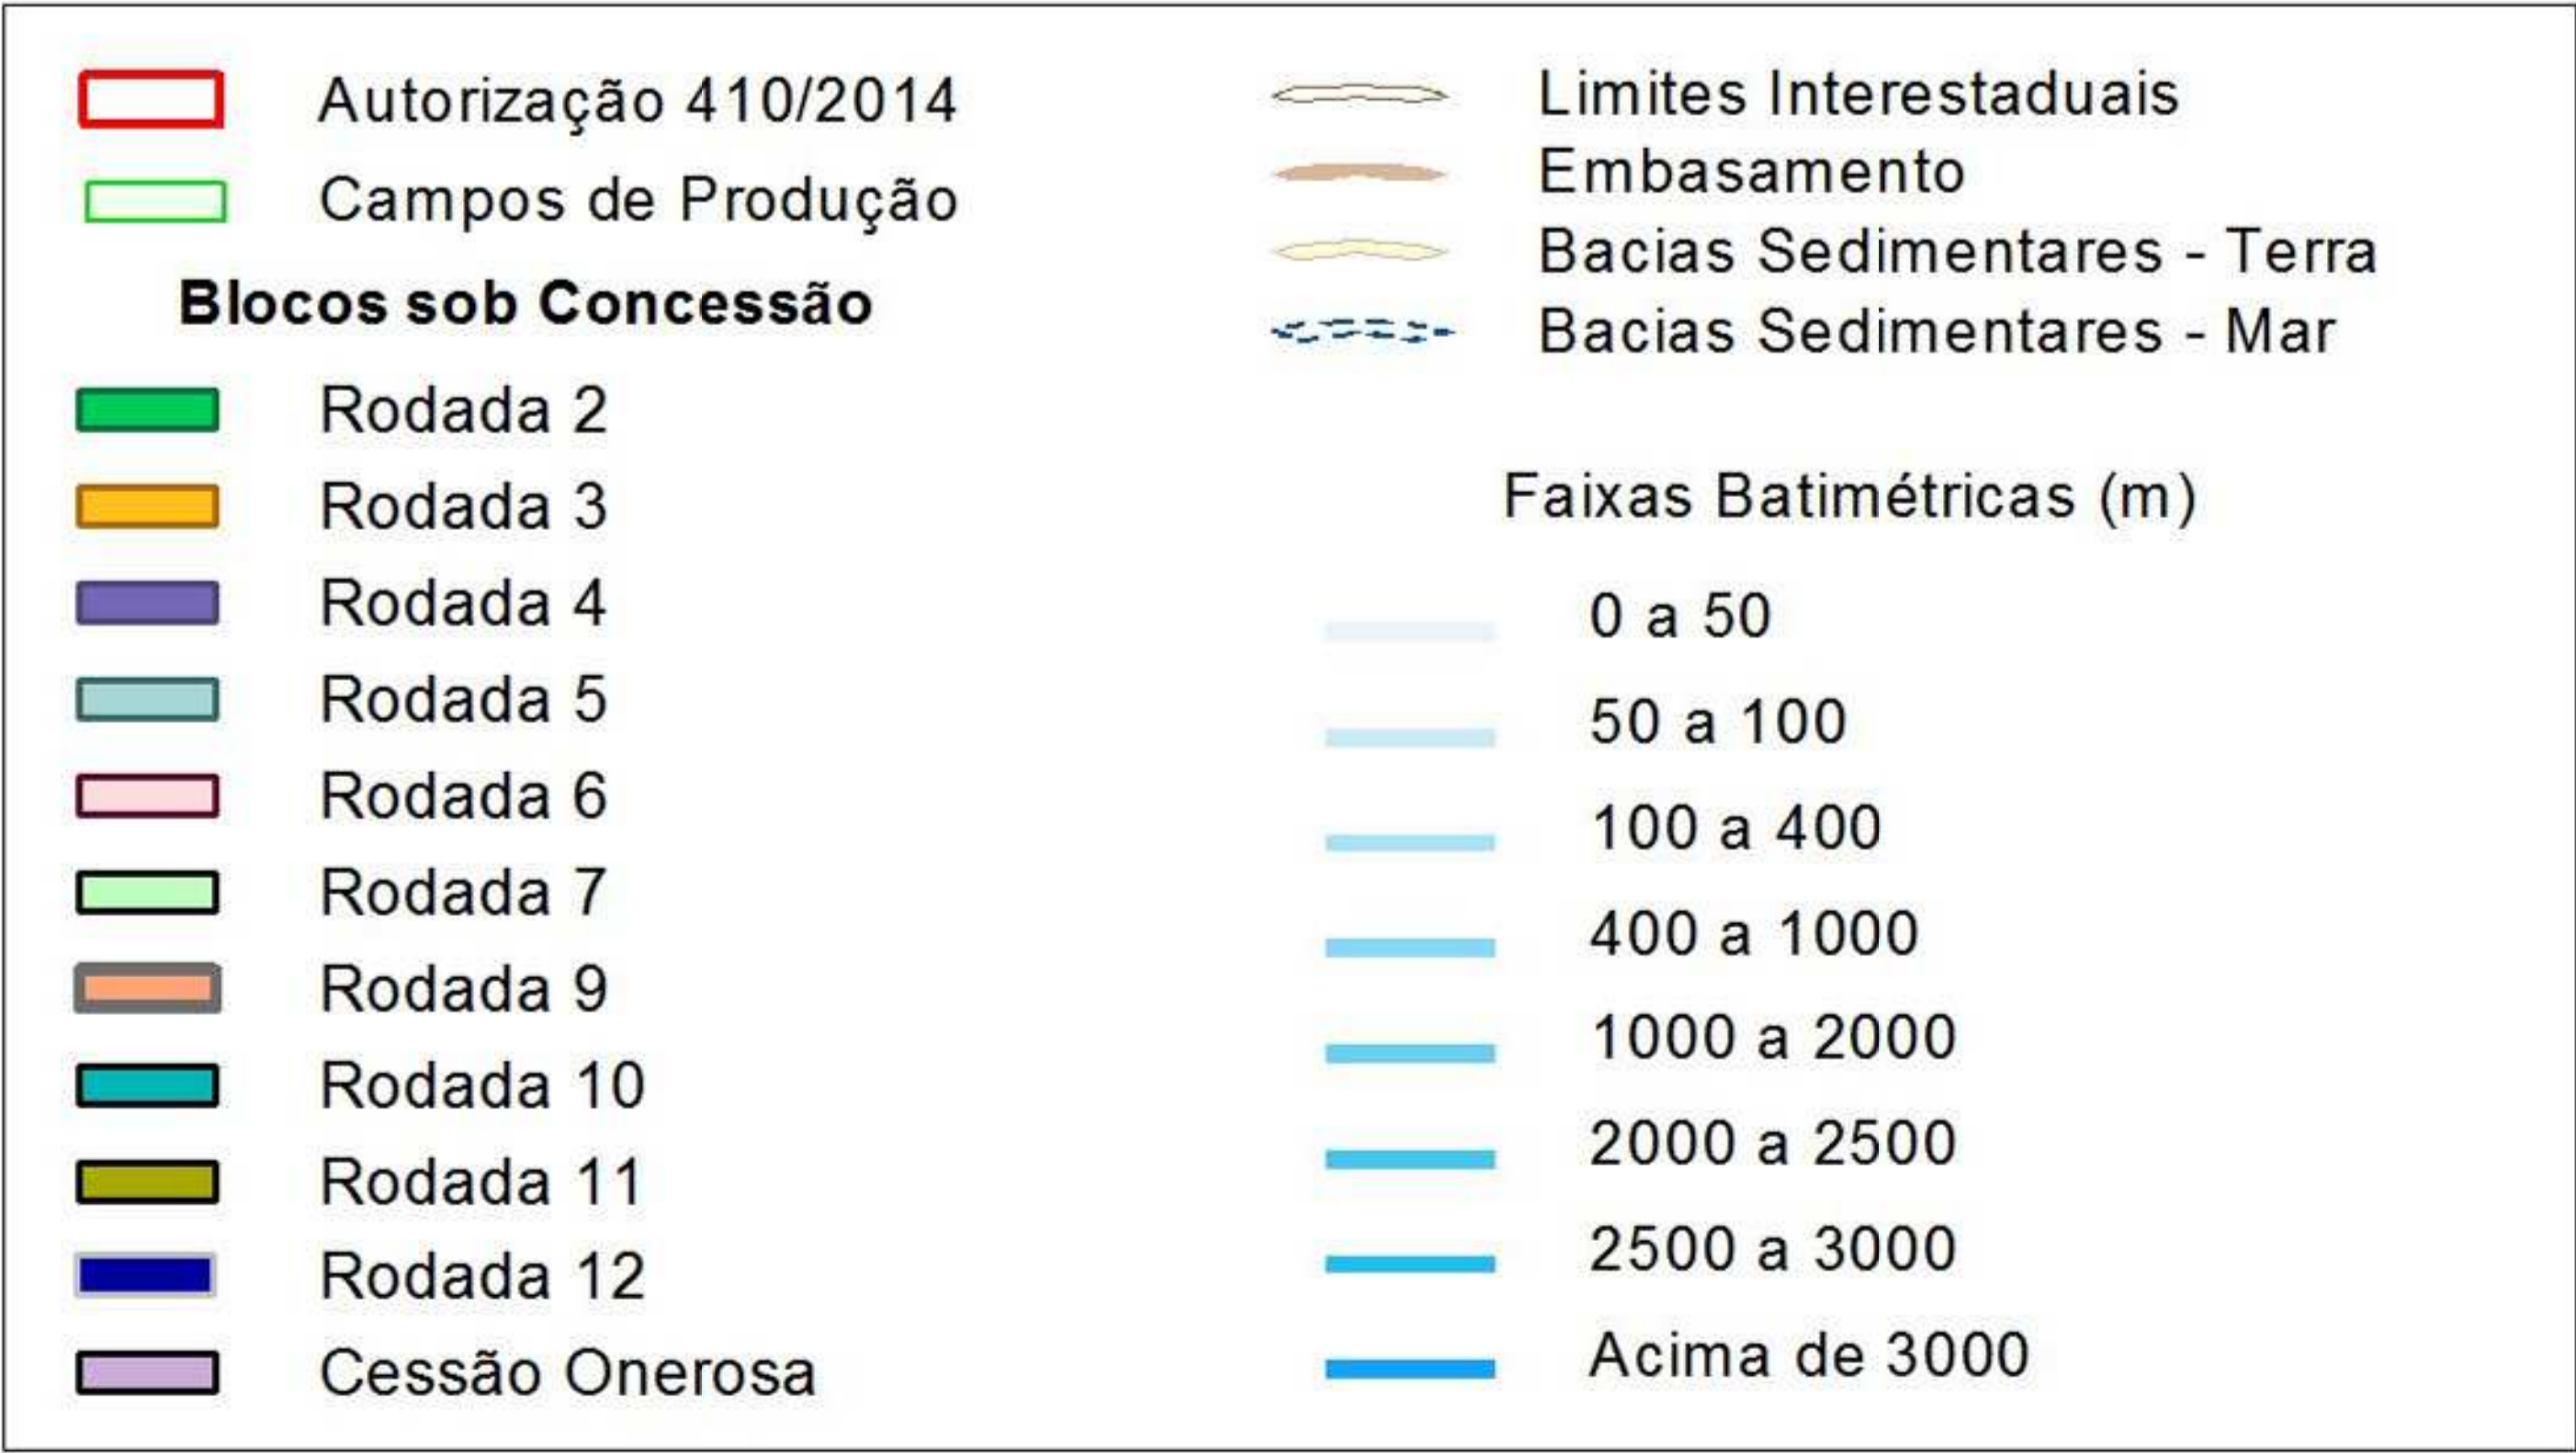 Autorização 410/2014
Campos de Produção
Blocos sob Concessão
Rodada 2
Rodada 3
Rodada 4
Rodada 5
Rodada 6
Rodada 7
Rodada 9
Rodada 10
Rodada 11
Rodada 12
Cessão Onerosa
Limites Interestaduais
Embasamento
Bacias Sedimentares - Terra
Bacias Sedimentares - Mar
Faixas Batimétricas (m)
0 a 50
50 a 100
100 a 400
400 a 1000
1000 a 2000
2000 a 2500
2500 a 3000
Acima de 3000